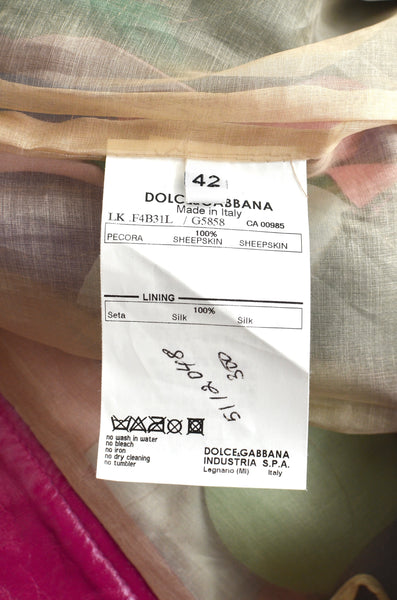 42
DOLCE&GABBANA
Made in Italy
LK .F4B31L / G5858 CA 00985
100%
PECORA SHEEPSKIN SHEEPSKIN
LINING
100%
Seta Silk Silk
5112048
300
no wash in water
no bleach
no iron
no dry cleaning
no tumbler
DOLCE&GABBANA
INDUSTRIA S.P.A.
Legnano (MI) Italy